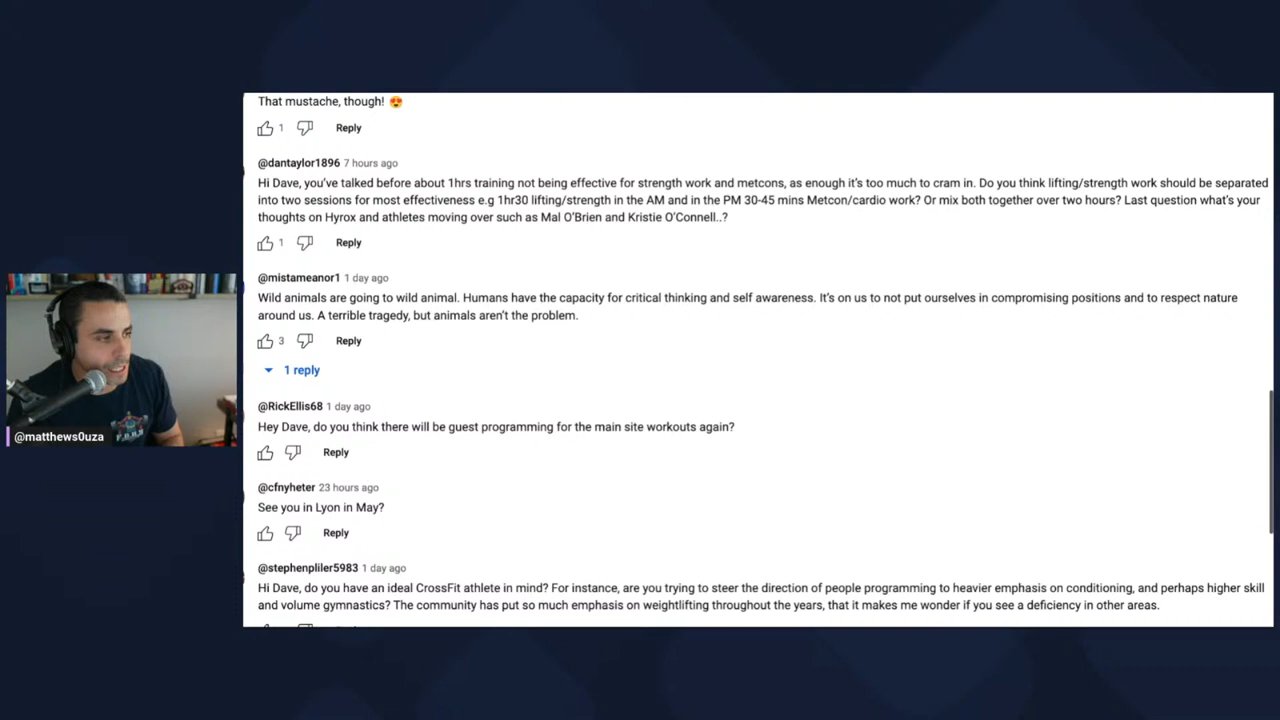 That mustache, though! 😍
1 Reply
@dantaylor1896 7 hours ago
Hi Dave, you've talked before about 1hrs training not being effective for strength work and metcons, as enough it's too much to cram in. Do you think lifting/strength work should be separated
into two sessions for most effectiveness e.g 1hr30 lifting/strength in the AM and in the PM 30-45 mins Metcon/cardio work? Or mix both together over two hours? Last question what's your
thoughts on Hyrox and athletes moving over such as Mal O'Brien and Kristie O'Connell..?
1 Reply
@mistameanor1 1 day ago
Wild animals are going to wild animal. Humans have the capacity for critical thinking and self awareness. It's on us to not put ourselves in compromising positions and to respect nature
around us. A terrible tragedy, but animals aren't the problem.
3 Reply
1 reply
@RickEllis68 1 day ago
Hey Dave, do you think there will be guest programming for the main site workouts again?
Reply
@cfnyheter 23 hours ago
See you in Lyon in May?
Reply
@stephenpliler5983 1 day ago
Hi Dave, do you have an ideal CrossFit athlete in mind? For instance, are you trying to steer the direction of people programming to heavier emphasis on conditioning, and perhaps higher skill
and volume gymnastics? The community has put so much emphasis on weightlifting throughout the years, that it makes me wonder if you see a deficiency in other areas.
@matthews0uza